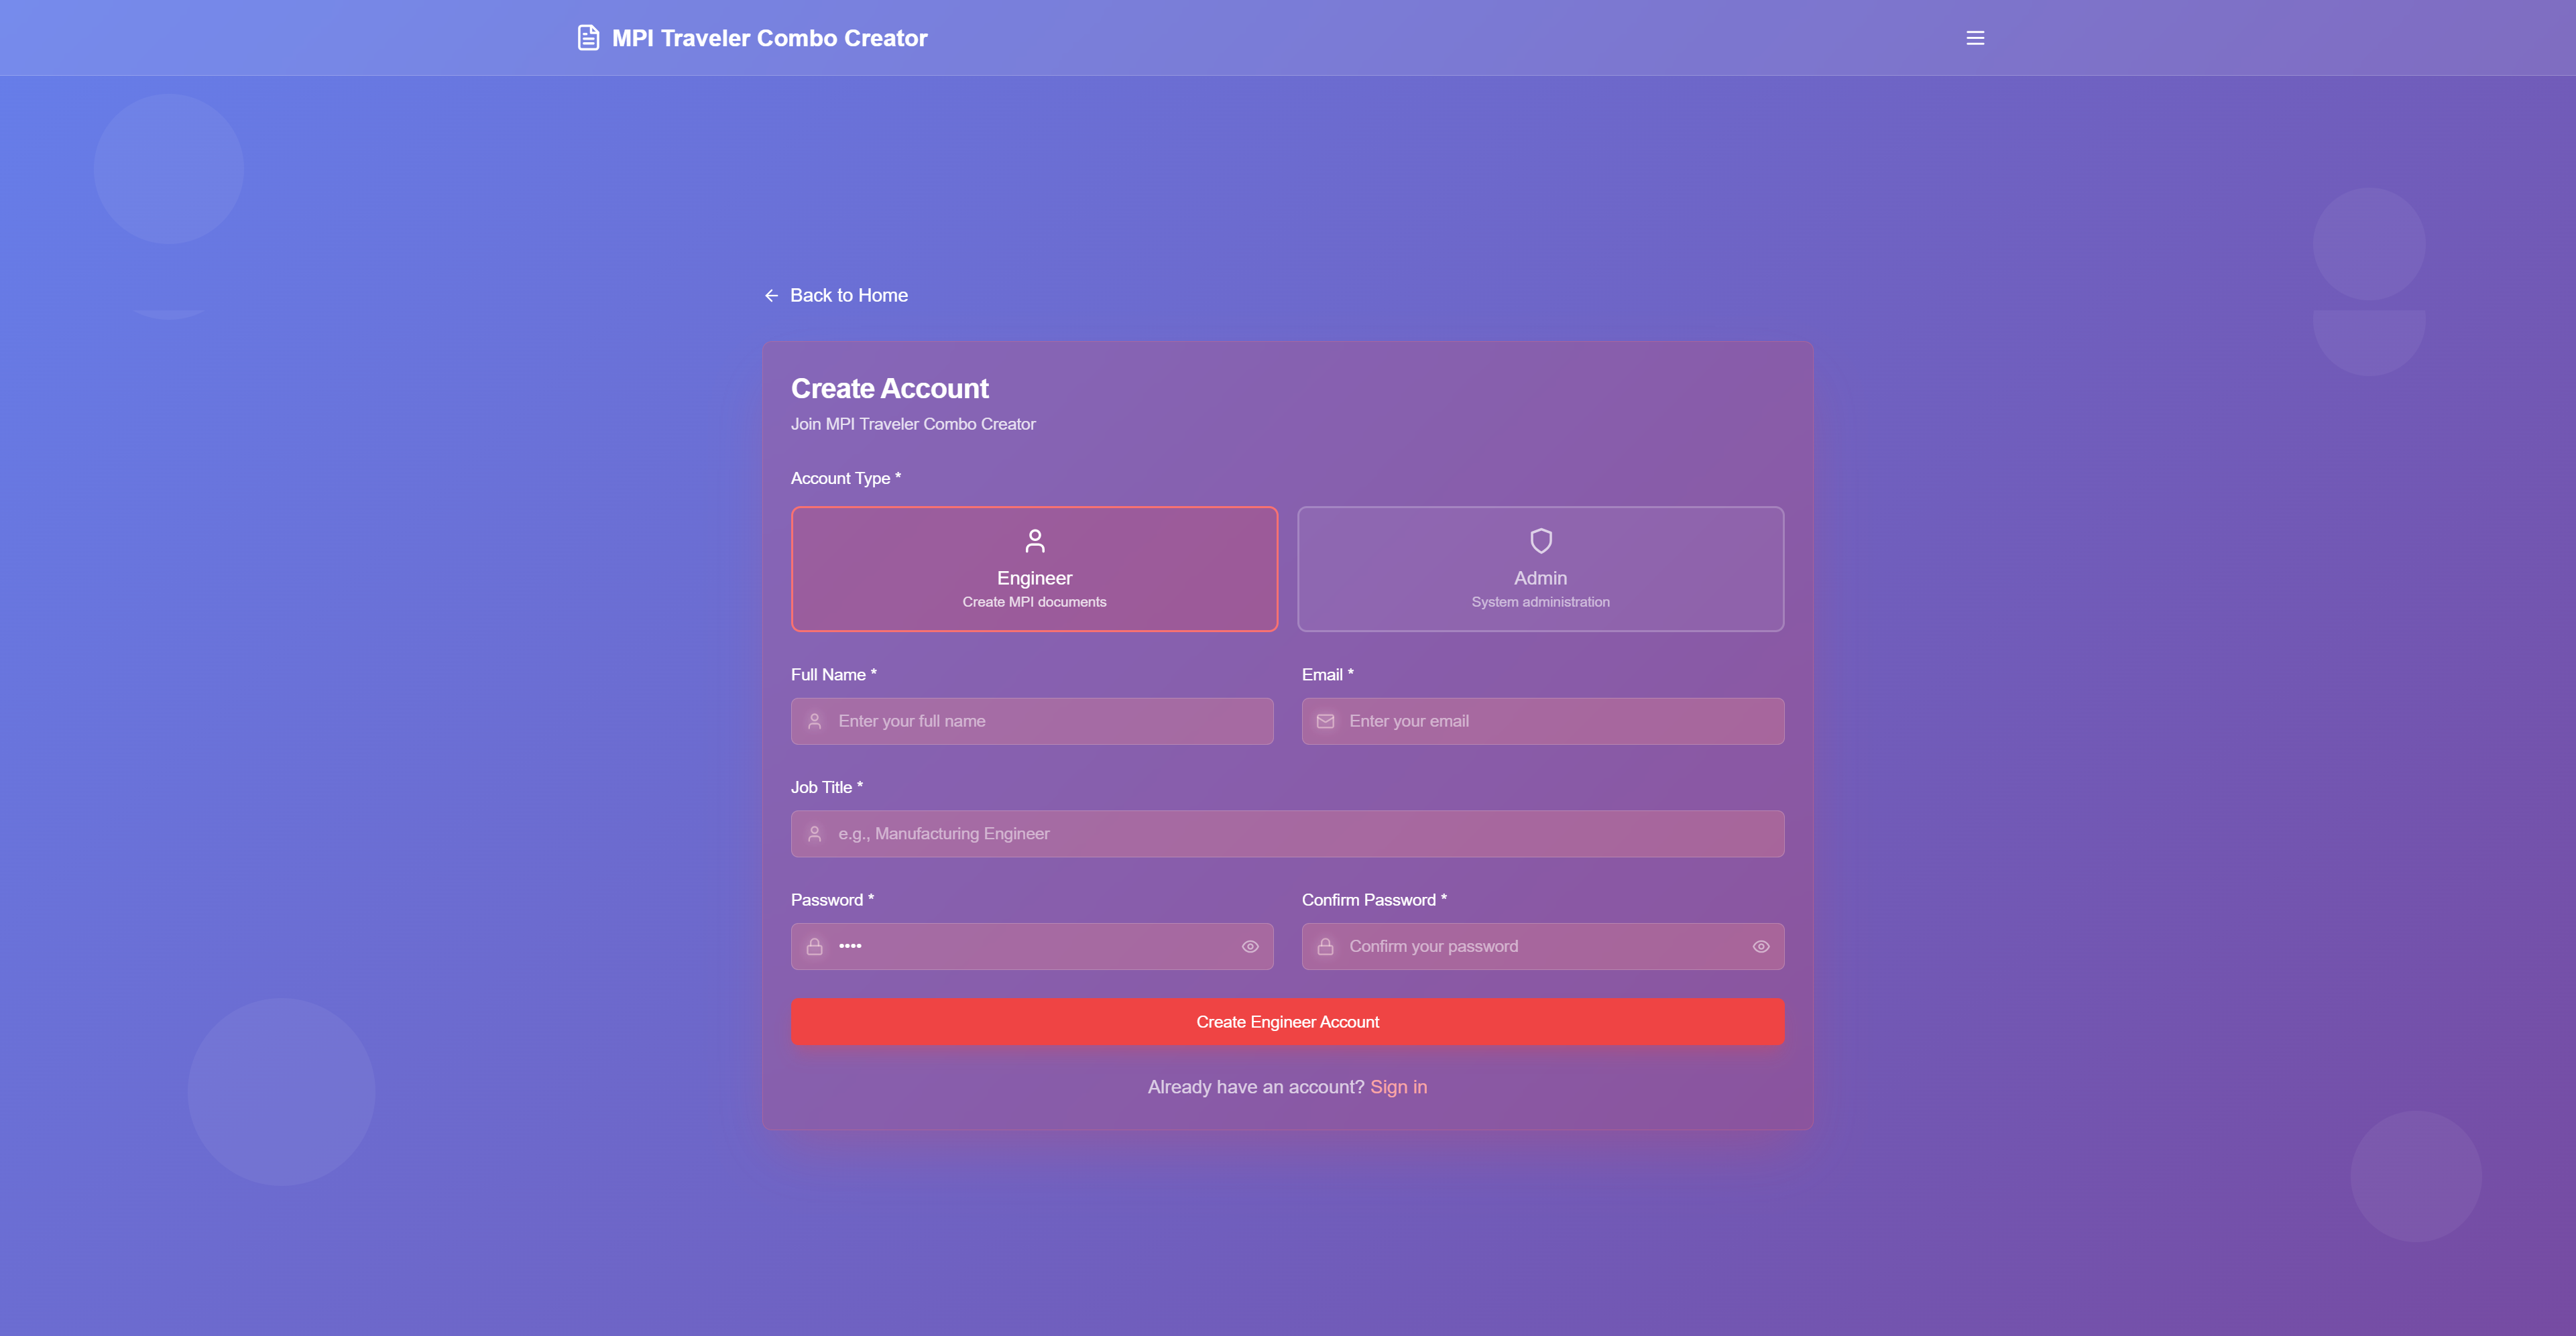 MPI Traveler Combo Creator
Back to Home
Create Account
Join MPI Traveler Combo Creator
Account Type *
Engineer
Create MPI documents
Admin
System administration
Full Name *
Email *
Enter your full name
Enter your email
Job Title *
e.g., Manufacturing Engineer
Password *
Confirm Password *
••••
Confirm your password
Create Engineer Account
Already have an account? Sign in